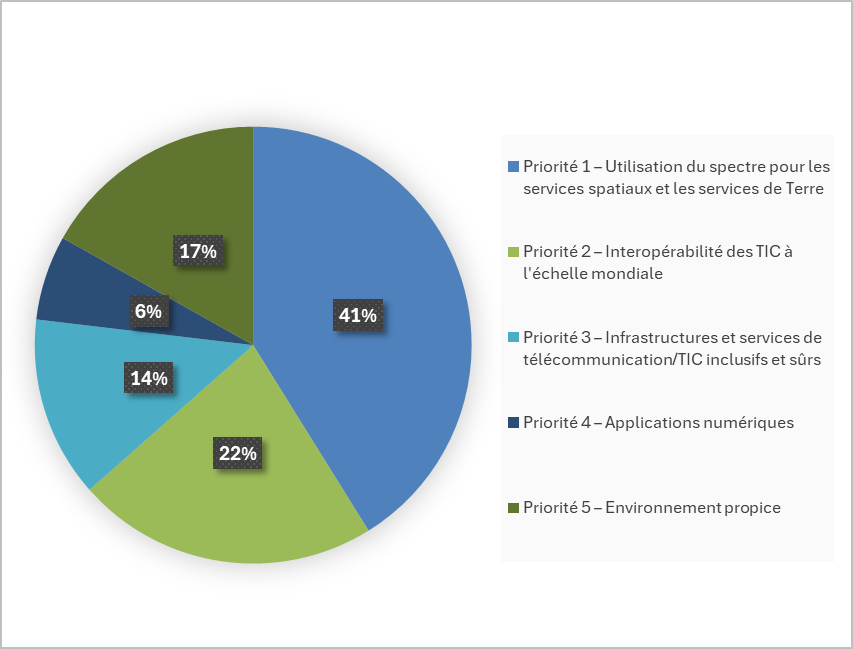 41%
22%
14%
6%
17%
Priorité 1 – Utilisation du spectre pour les
services spatiaux et les services de Terre
Priorité 2 – Interopérabilité des TIC à
l'échelle mondiale
Priorité 3 – Infrastructures et services de
télécommunication/TIC inclusifs et sûrs
Priorité 4 – Applications numériques
Priorité 5 – Environnement propice